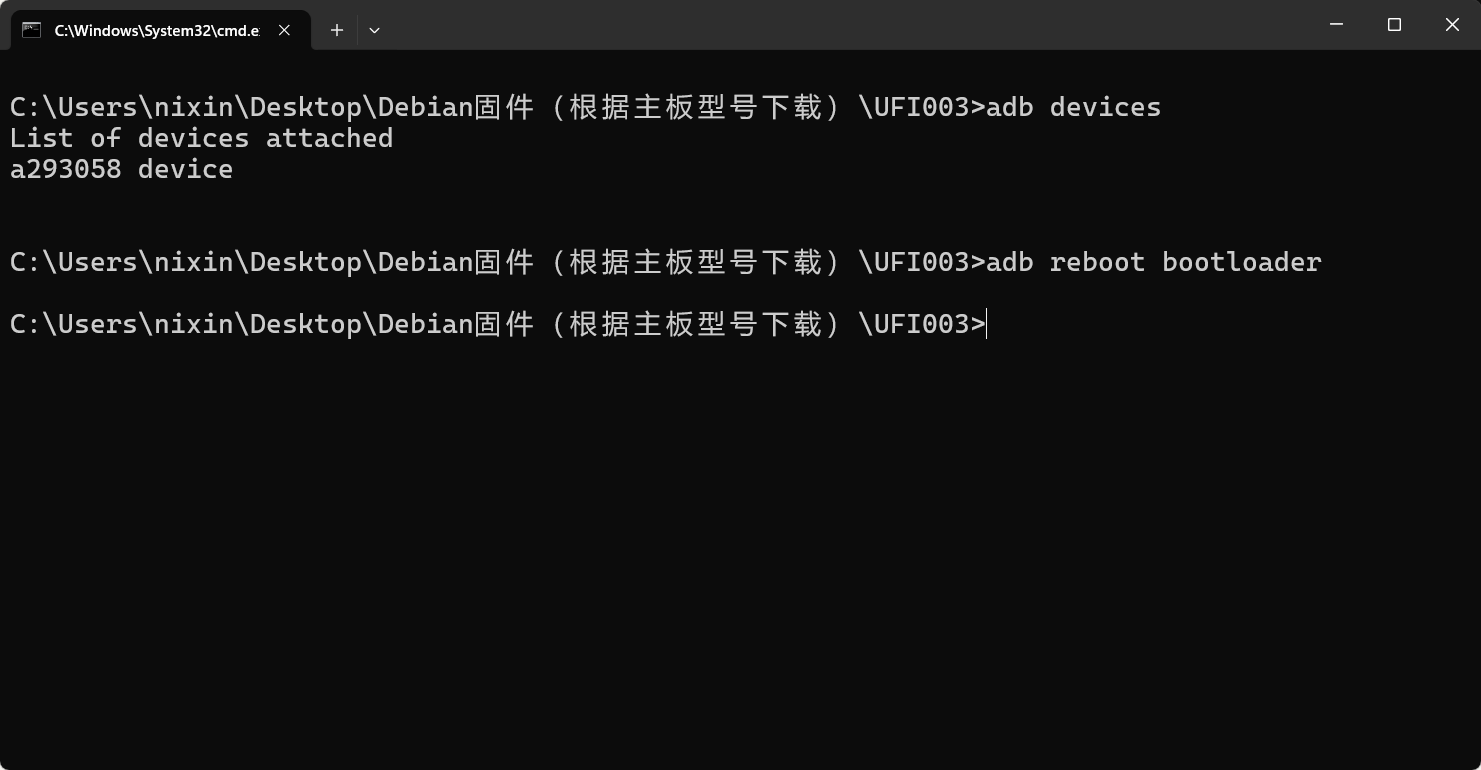 C:\Windows\System32\cmd.e
C:\Users\nixin\Desktop\Debian固件（根据主板型号下载）\UFI003>adb devices
List of devices attached
a293058 device
C:\Users\nixin\Desktop\Debian固件（根据主板型号下载）\UFI003>adb reboot bootloader
C:\Users\nixin\Desktop\Debian固件（根据主板型号下载）\UFI003>